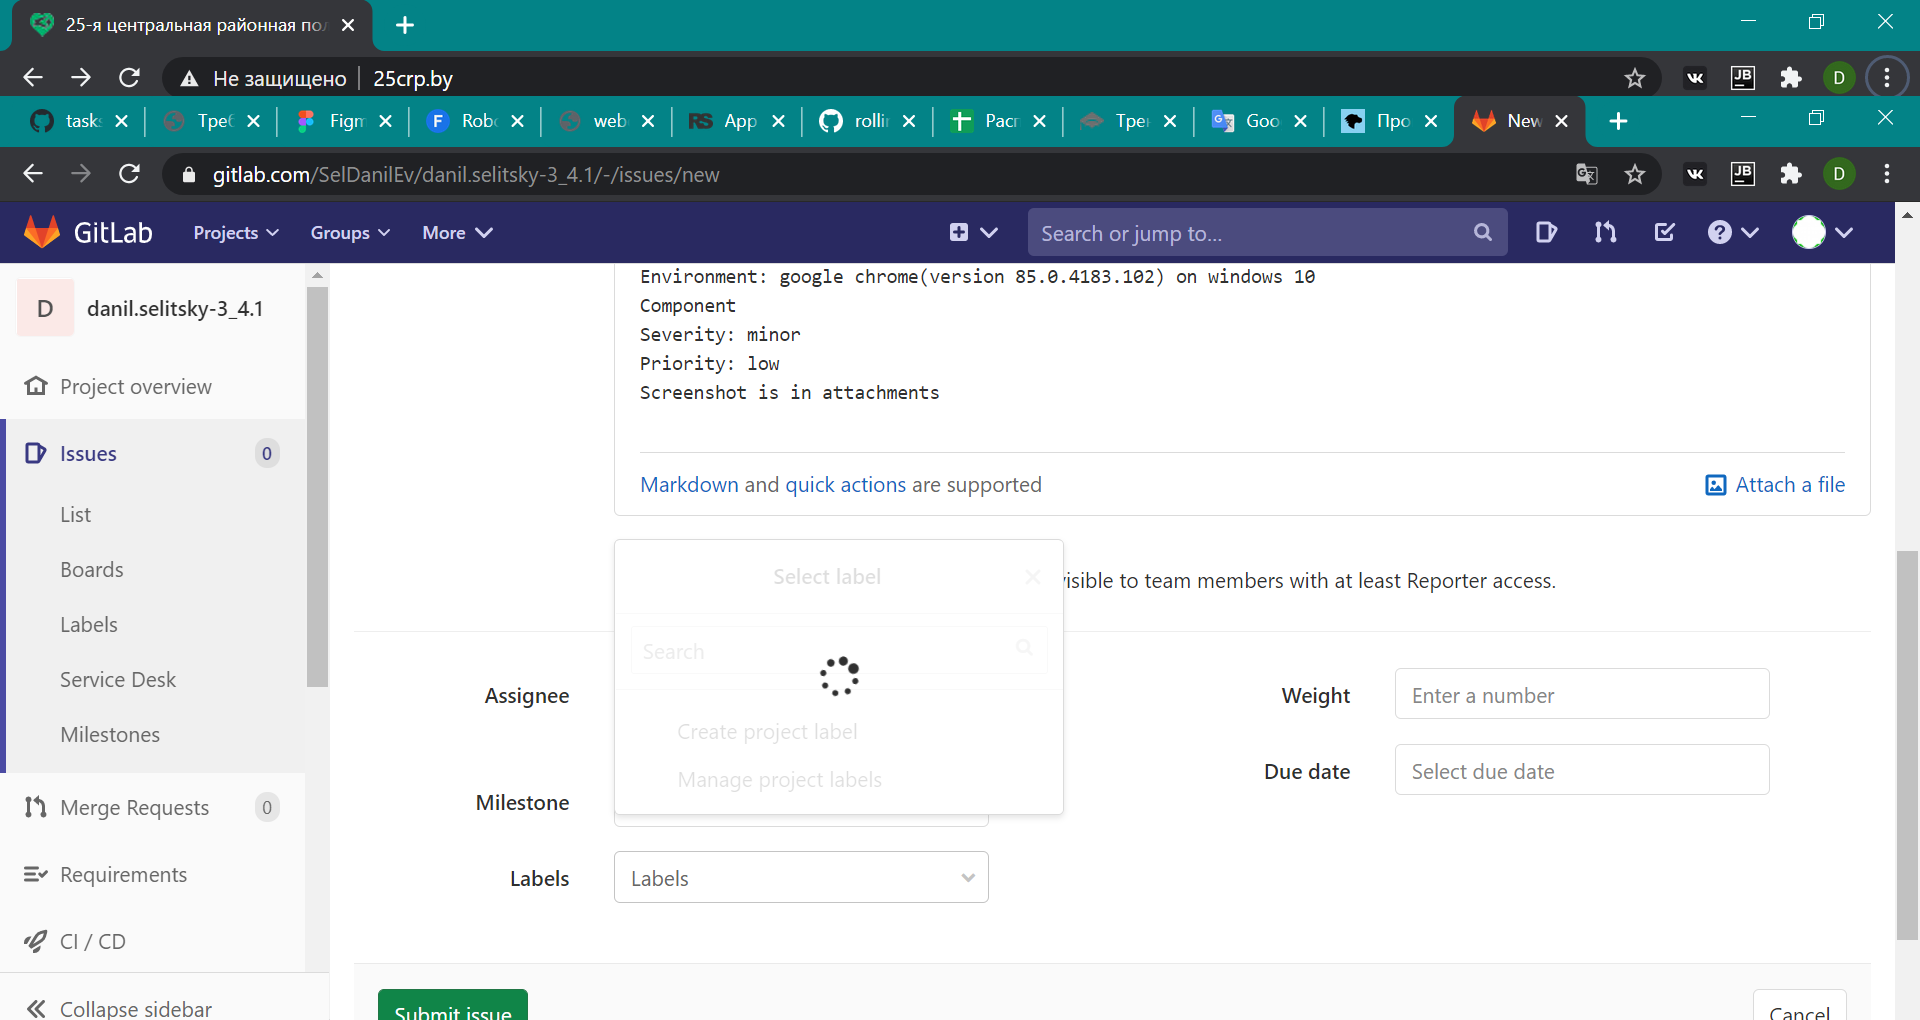 25-я центральная районная по
Не защищено
25crp.by
D
task
Тре
Figm
Rob
web
RS App
rolli
Рас
Тре
Goo
Про
New
gitlab.com/SelDanilEv/danil.selitsky-3_4.1/-/issues/new
JB
D
GitLab
Projects
Groups
More
Search or jump to...
D
danil.selitsky-3_4.1
Project overview
Issues
0
List
Boards
Labels
Service Desk
Milestones
Merge Requests
0
Requirements
CI / CD
Collapse sidebar
Environment: google chrome(version 85.0.4183.102) on windows 10
Component
Severity: minor
Priority: low
Screenshot is in attachments
Markdown and quick actions are supported
Attach a file
Select label
isible to team members with at least Reporter access.
Search
Create project label
Manage project labels
Assignee
Milestone
Labels
Labels
Weight
Enter a number
Due date
Select due date
Submit issue
Cancel